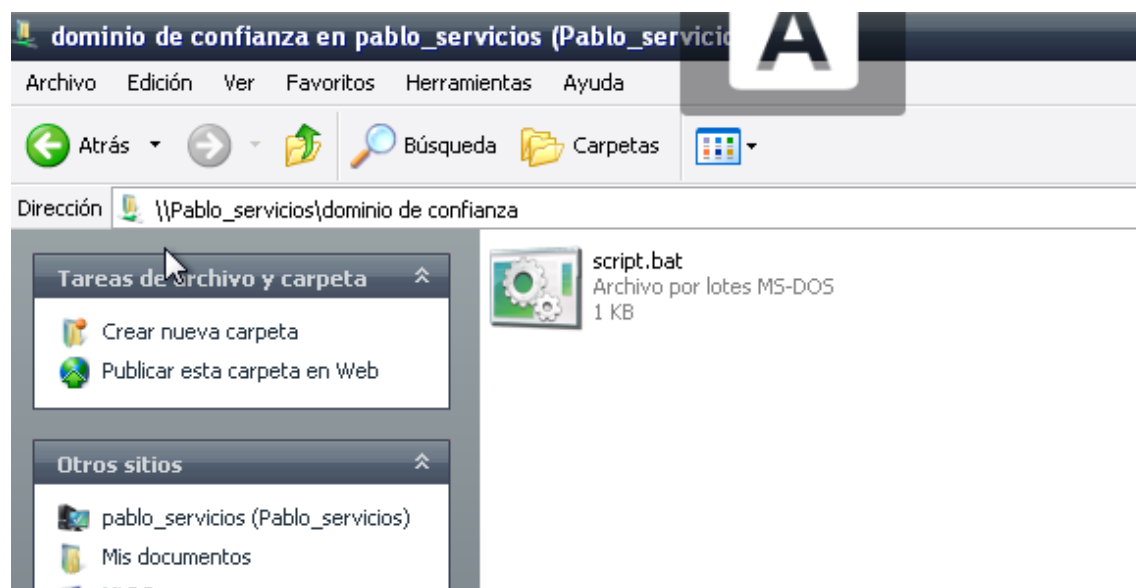 dominio de confianza en pablo_servicios (Pablo_servicio
A
Archivo Edición Ver Favoritos Herramientas Ayuda
Atrás Búsqueda Carpetas
Dirección \\Pablo_servicios\dominio de confianza
Tareas de archivo y carpeta
Crear nueva carpeta
Publicar esta carpeta en Web
script.bat
Archivo por lotes MS-DOS
1 KB
Otros sitios
pablo_servicios (Pablo_servicios)
Mis documentos